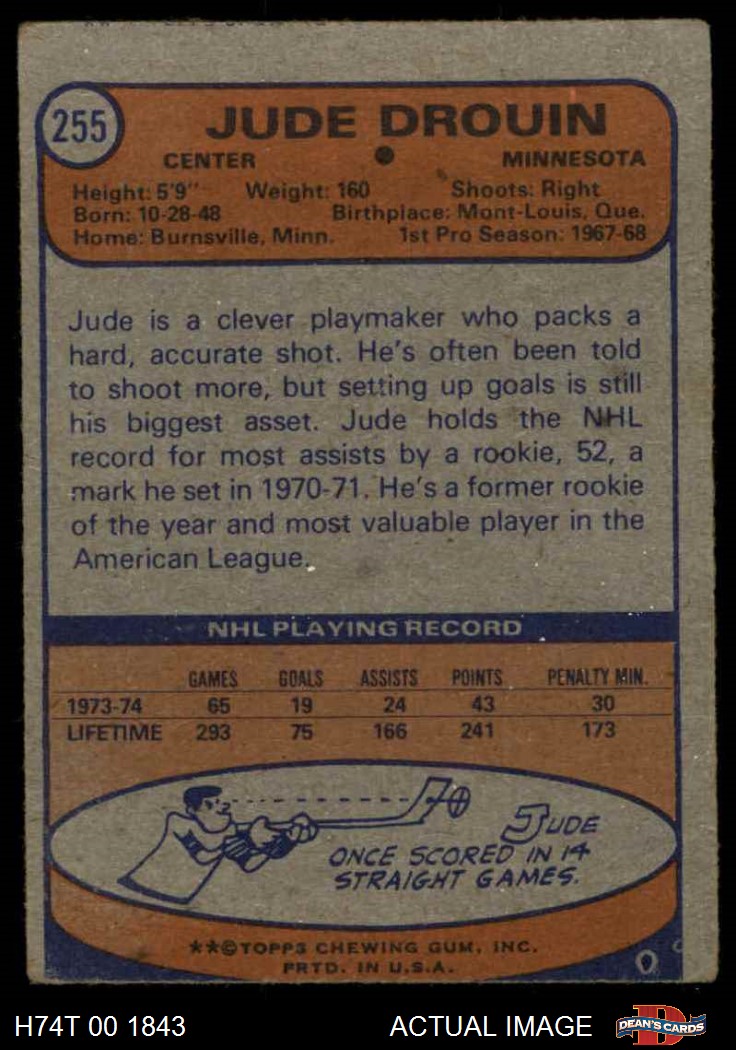 255
JUDE DROUIN
CENTER MINNESOTA
Height: 5'9" Weight: 160 Shoots: Right
Born: 10-28-48 Birthplace: Mont-Louis, Que.
Home: Burnsville, Minn. 1st Pro Season: 1967-68
Jude is a clever playmaker who packs a
hard, accurate shot. He's often been told
to shoot more, but setting up goals is still
his biggest asset. Jude holds the NHL
record for most assists by a rookie, 52, a
mark he set in 1970-71. He's a former rookie
of the year and most valuable player in the
American League.
NHL PLAYING RECORD
GAMES GOALS ASSISTS POINTS PENALTY MIN.
1973-74 65 19 24 43 30
LIFETIME 293 75 166 241 173
JUDE
ONCE SCORED IN 14
STRAIGHT GAMES.
**©TOPPS CHEWING GUM, INC.
PRTD. IN U.S.A.
H74T 00 1843 ACTUAL IMAGE
D
DEAN'S CARDS